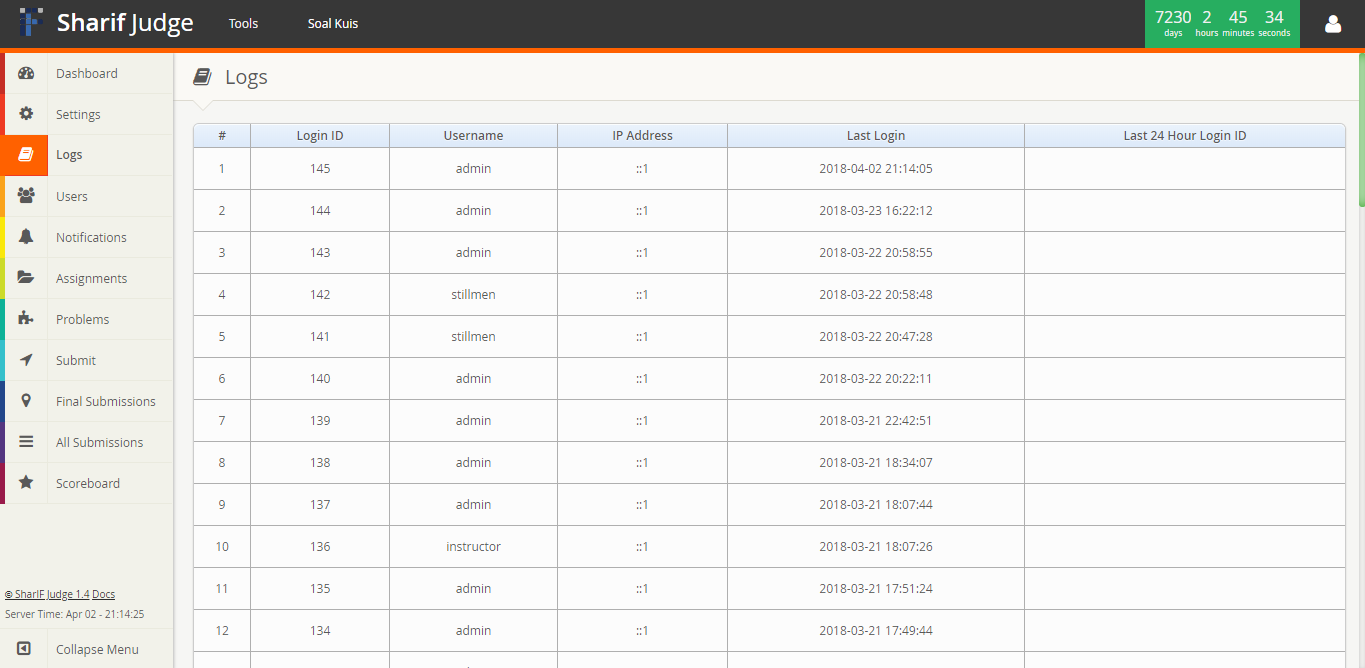 Sharif Judge Tools Soal Kuis 7230 2 45 34
days hours minutes seconds
Dashboard
Settings
Logs
Users
Notifications
Assignments
Problems
Submit
Final Submissions
All Submissions
Scoreboard
© SharIF Judge 1.4 Docs
Server Time: Apr 02 - 21:14:25
Collapse Menu
Logs
# Login ID Username IP Address Last Login Last 24 Hour Login ID
1 145 admin ::1 2018-04-02 21:14:05
2 144 admin ::1 2018-03-23 16:22:12
3 143 admin ::1 2018-03-22 20:58:55
4 142 stillmen ::1 2018-03-22 20:58:48
5 141 stillmen ::1 2018-03-22 20:47:28
6 140 admin ::1 2018-03-22 20:22:11
7 139 admin ::1 2018-03-21 22:42:51
8 138 admin ::1 2018-03-21 18:34:07
9 137 admin ::1 2018-03-21 18:07:44
10 136 instructor ::1 2018-03-21 18:07:26
11 135 admin ::1 2018-03-21 17:51:24
12 134 admin ::1 2018-03-21 17:49:44